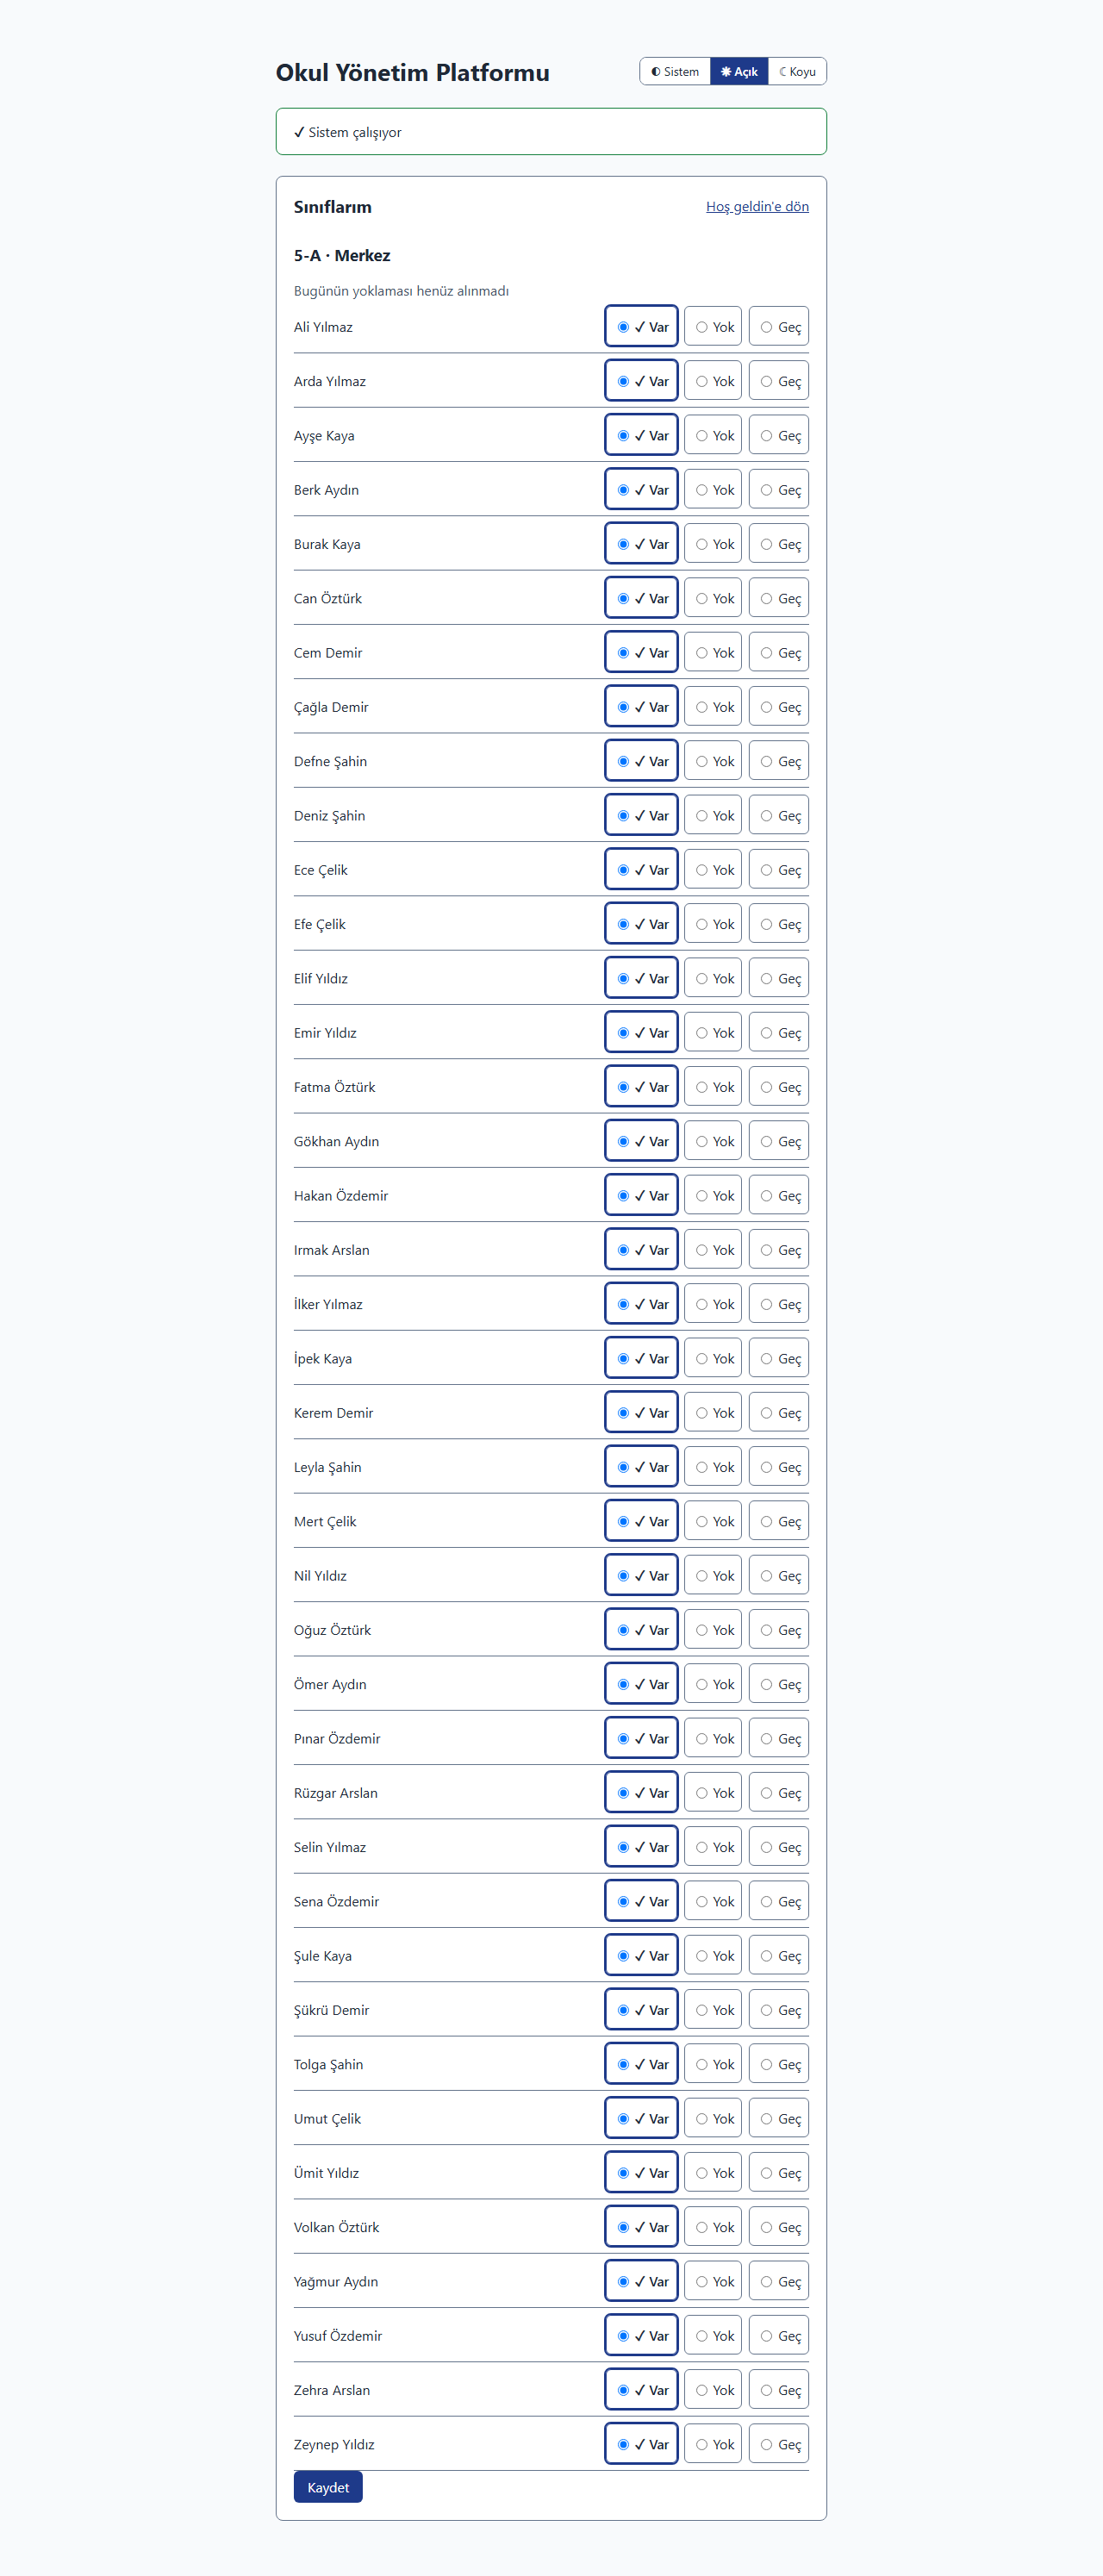 Okul Yönetim Platformu
◐ Sistem ☀ Açık ☾ Koyu
✓ Sistem çalışıyor
Sınıflarım Hoş geldin'e dön
5-A · Merkez
Bugünün yoklaması henüz alınmadı
Ali Yılmaz ✓ Var Yok Geç
Arda Yılmaz ✓ Var Yok Geç
Ayşe Kaya ✓ Var Yok Geç
Berk Aydın ✓ Var Yok Geç
Burak Kaya ✓ Var Yok Geç
Can Öztürk ✓ Var Yok Geç
Cem Demir ✓ Var Yok Geç
Çağla Demir ✓ Var Yok Geç
Defne Şahin ✓ Var Yok Geç
Deniz Şahin ✓ Var Yok Geç
Ece Çelik ✓ Var Yok Geç
Efe Çelik ✓ Var Yok Geç
Elif Yıldız ✓ Var Yok Geç
Emir Yıldız ✓ Var Yok Geç
Fatma Öztürk ✓ Var Yok Geç
Gökhan Aydın ✓ Var Yok Geç
Hakan Özdemir ✓ Var Yok Geç
Irmak Arslan ✓ Var Yok Geç
İlker Yılmaz ✓ Var Yok Geç
İpek Kaya ✓ Var Yok Geç
Kerem Demir ✓ Var Yok Geç
Leyla Şahin ✓ Var Yok Geç
Mert Çelik ✓ Var Yok Geç
Nil Yıldız ✓ Var Yok Geç
Oğuz Öztürk ✓ Var Yok Geç
Ömer Aydın ✓ Var Yok Geç
Pınar Özdemir ✓ Var Yok Geç
Rüzgar Arslan ✓ Var Yok Geç
Selin Yılmaz ✓ Var Yok Geç
Sena Özdemir ✓ Var Yok Geç
Şule Kaya ✓ Var Yok Geç
Şükrü Demir ✓ Var Yok Geç
Tolga Şahin ✓ Var Yok Geç
Umut Çelik ✓ Var Yok Geç
Ümit Yıldız ✓ Var Yok Geç
Volkan Öztürk ✓ Var Yok Geç
Yağmur Aydın ✓ Var Yok Geç
Yusuf Özdemir ✓ Var Yok Geç
Zehra Arslan ✓ Var Yok Geç
Zeynep Yıldız ✓ Var Yok Geç
Kaydet